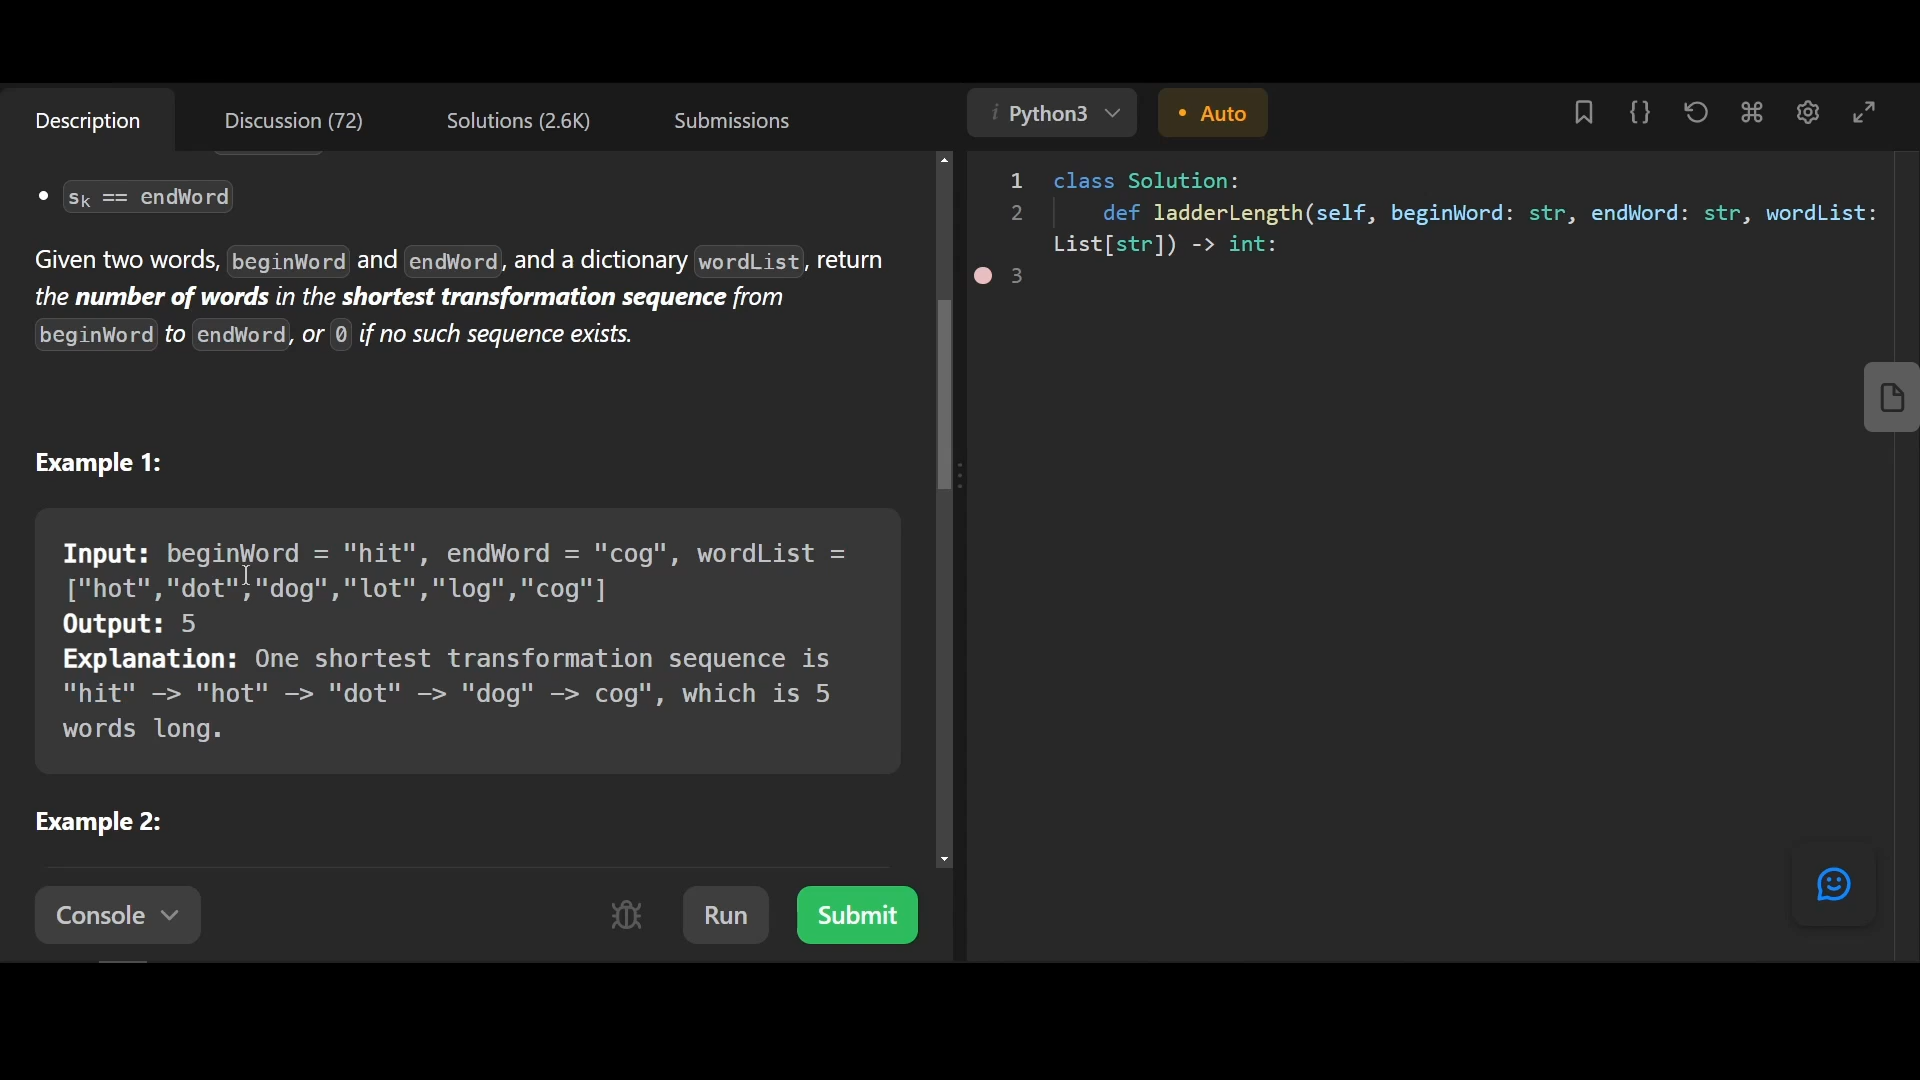 Description Discussion (72) Solutions (2.6K) Submissions
i Python3 • Auto
• sk == endWord
Given two words, beginWord and endWord, and a dictionary wordList, return
the number of words in the shortest transformation sequence from
beginWord to endWord, or 0 if no such sequence exists.
Example 1:
Input: beginWord = "hit", endWord = "cog", wordList =
["hot","dot","dog","lot","log","cog"]
Output: 5
Explanation: One shortest transformation sequence is
"hit" -> "hot" -> "dot" -> "dog" -> cog", which is 5
words long.
Example 2:
Console Run Submit
1 class Solution:
2 def ladderLength(self, beginWord: str, endWord: str, wordList:
List[str]) -> int:
3